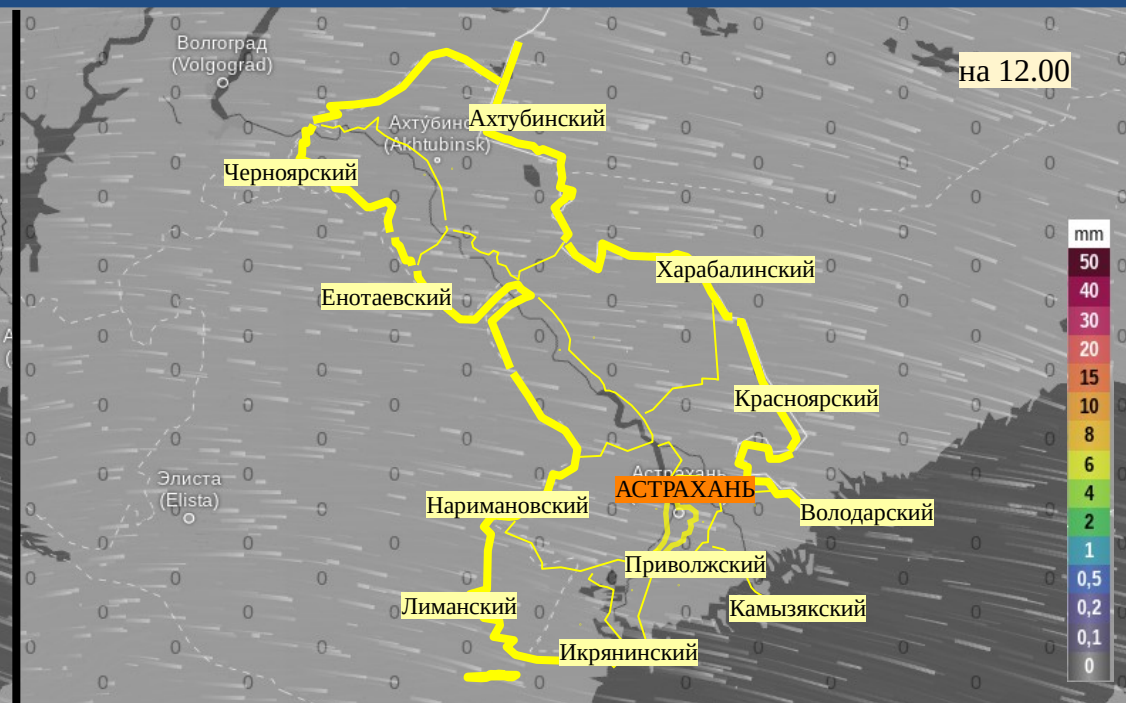 Волгоград
(Volgograd)
на 12.00
Ахтубинский
(Akhtubinsk)
Черноярский
mm
50
40
30
20
15
10
8
6
4
2
1
0,5
0,2
0,1
0
Харабалинский
Енотаевский
Красноярский
Элиста
(Elista)
Астрахань
АСТРАХАНЬ
Наримановский
Володарский
Приволжский
Лиманский
Камызякский
Икрянинский